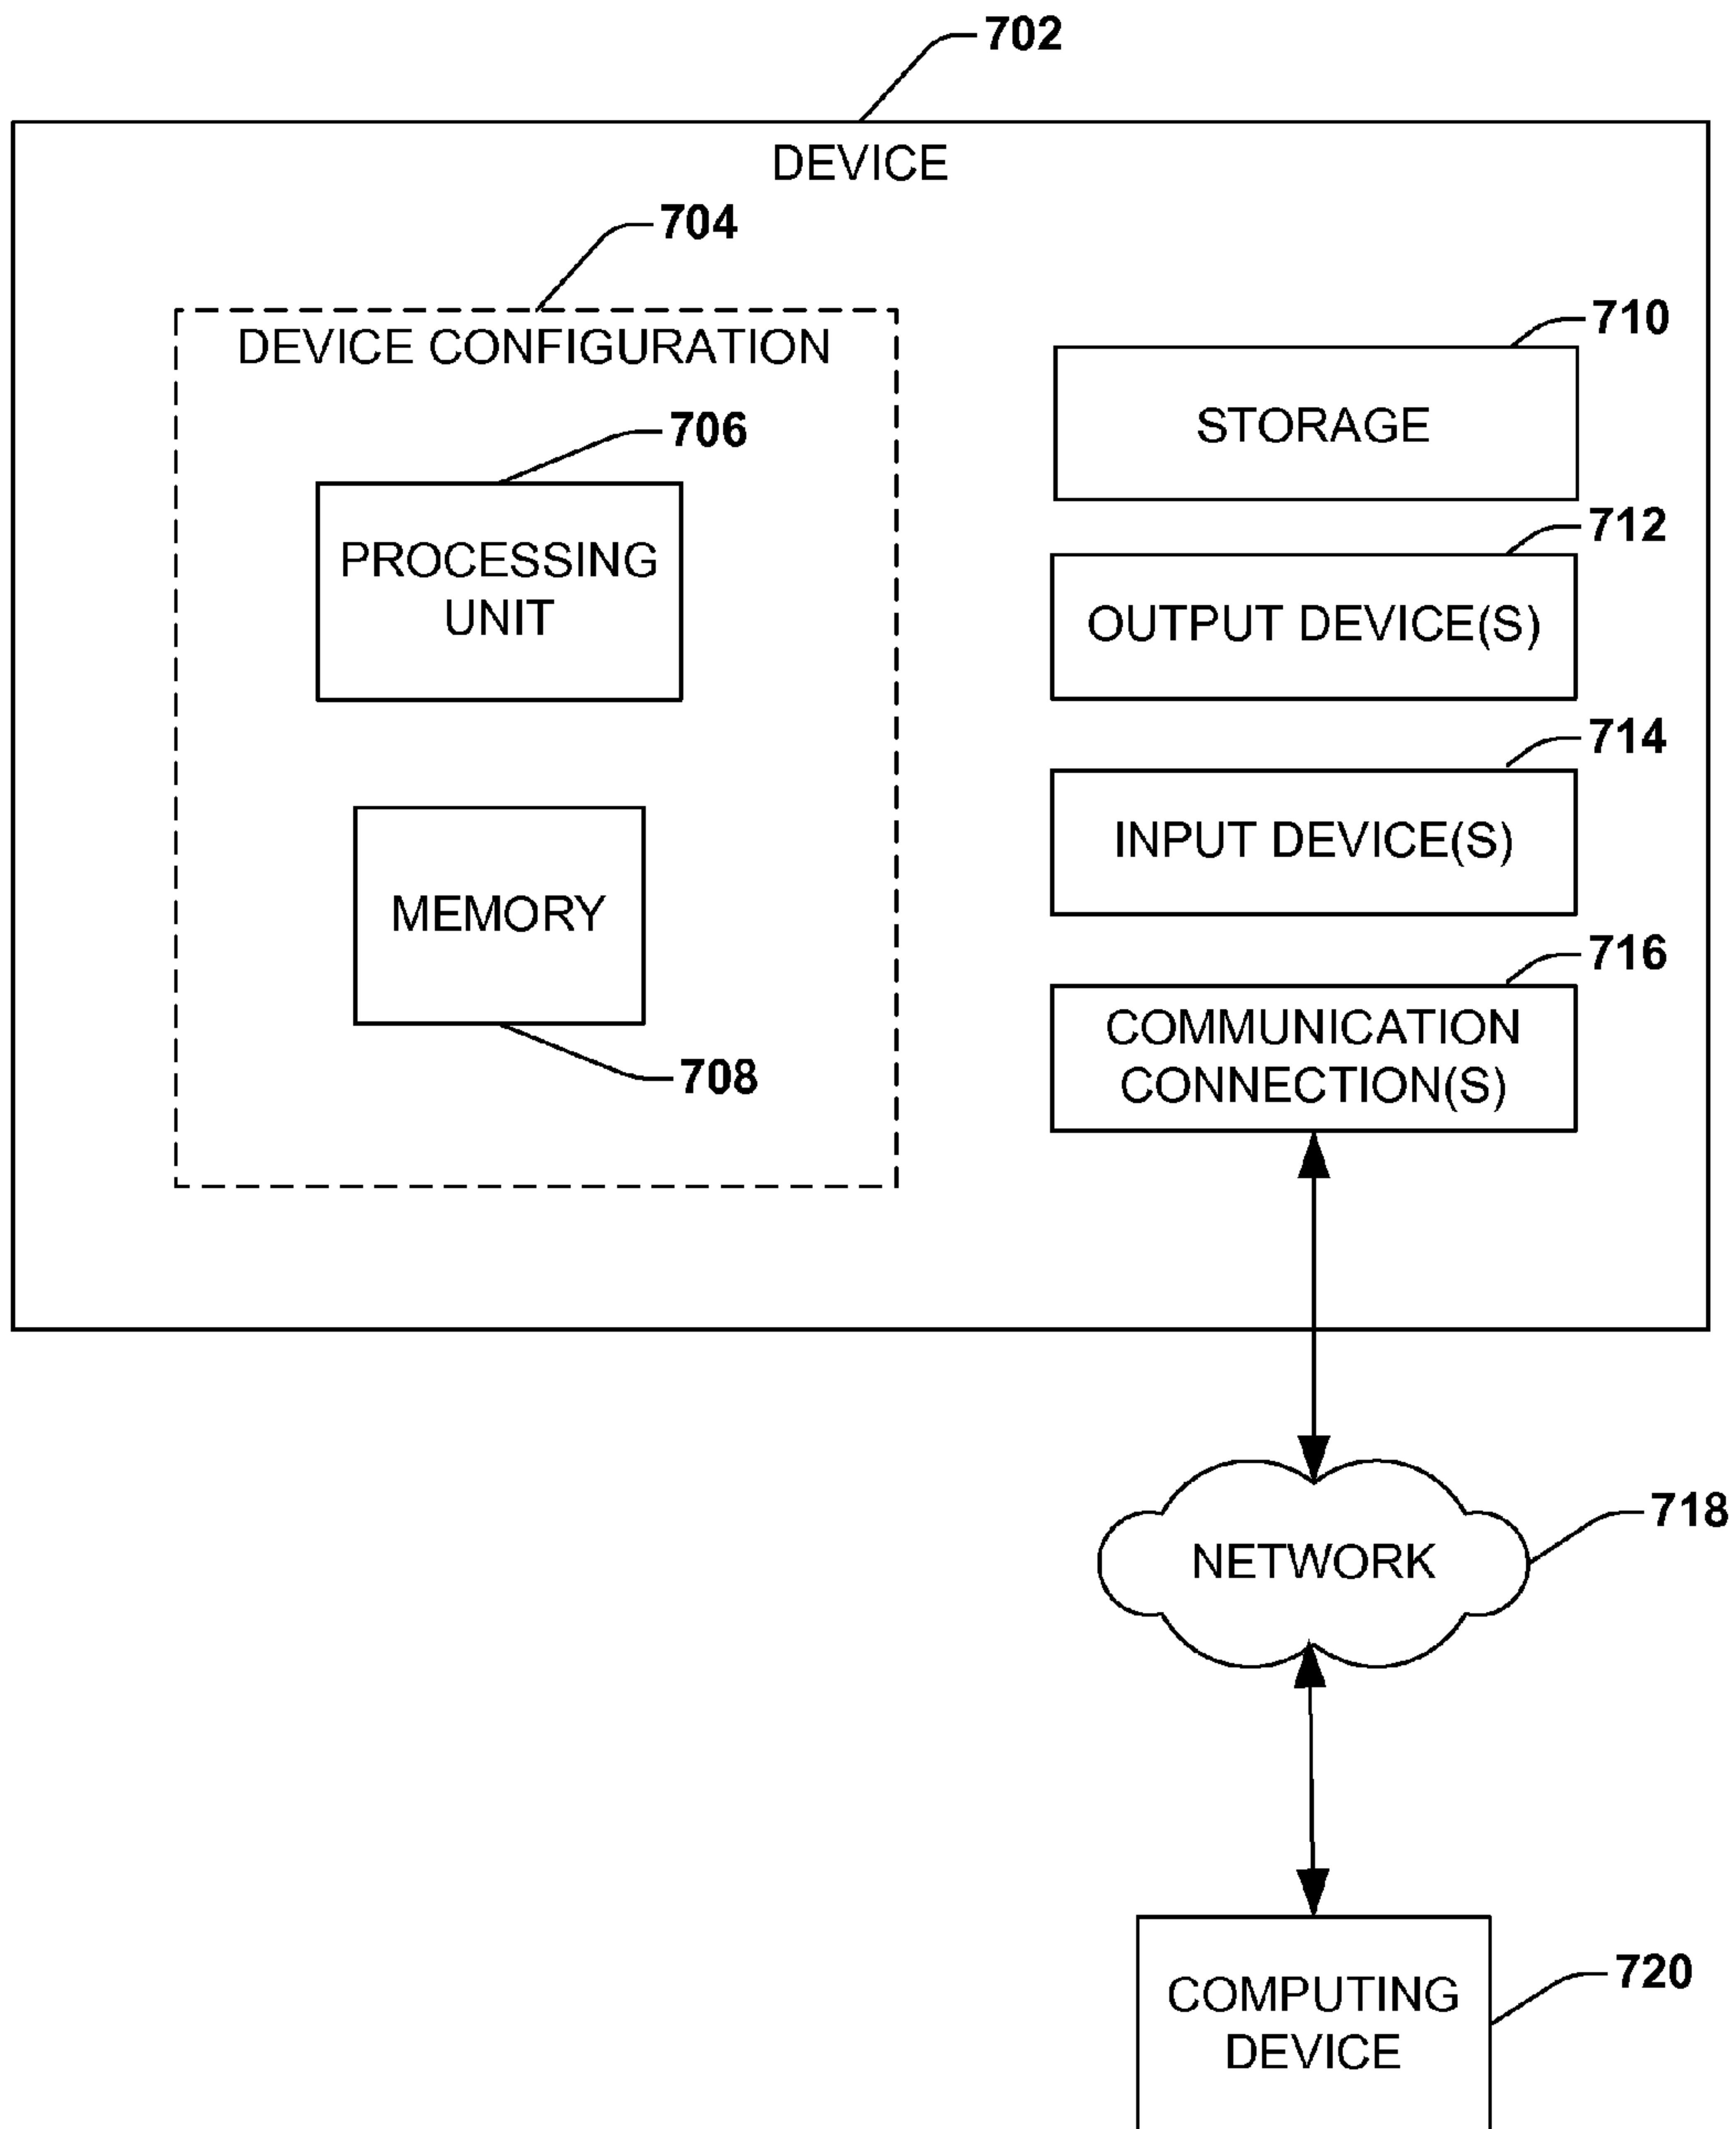 702
DEVICE
704
DEVICE CONFIGURATION
706
PROCESSING
UNIT
MEMORY
708
710
STORAGE
712
OUTPUT DEVICE(S)
714
INPUT DEVICE(S)
716
COMMUNICATION
CONNECTION(S)
718
NETWORK
720
COMPUTING
DEVICE